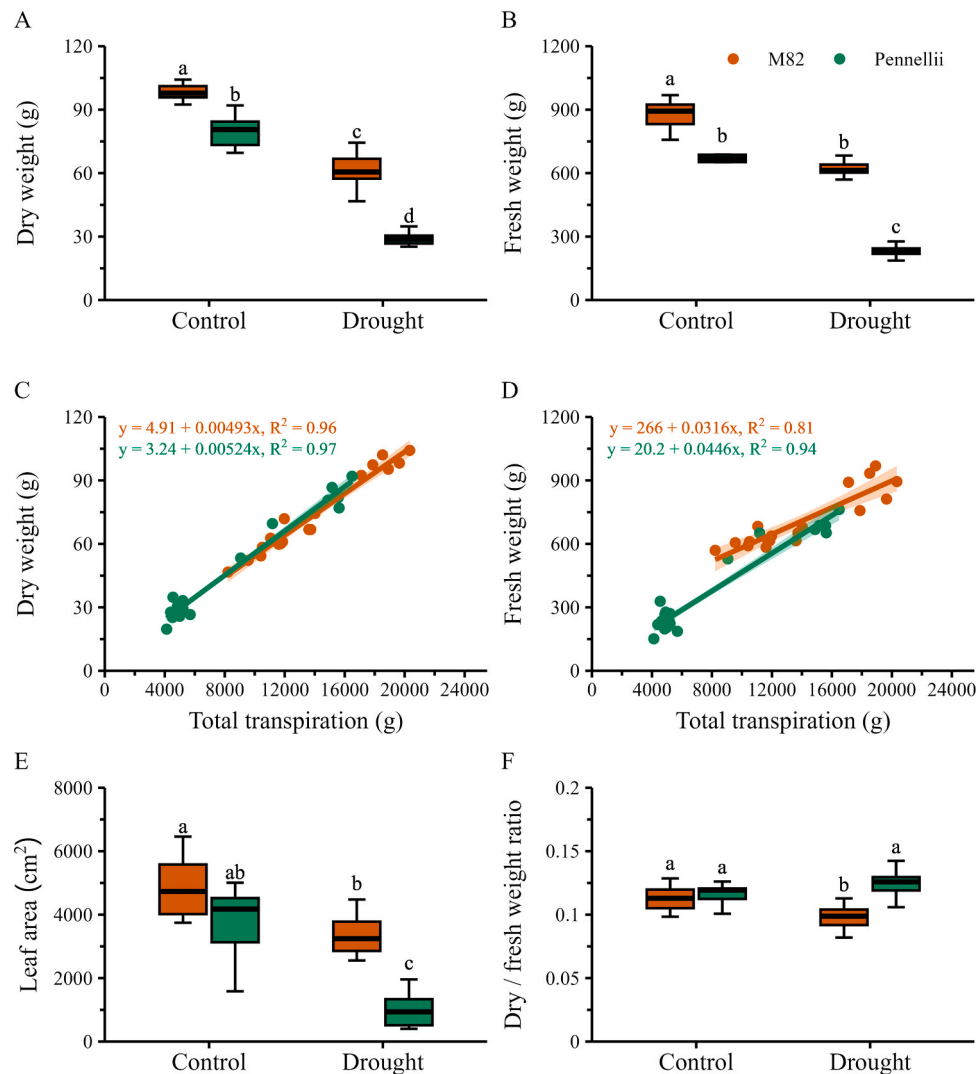 A
120
90
60
30
0
Dry weight (g)
a
b
c
d
Control
Drought
B
M82
Pennellii
1200
900
600
300
0
Fresh weight (g)
a
b
b
c
Control
Drought
C
120
90
60
30
0
Dry weight (g)
y = 4.91 + 0.00493x, R² = 0.96
y = 3.24 + 0.00524x, R² = 0.97
0
4000
8000
12000
16000
20000
24000
Total transpiration (g)
D
1200
900
600
300
0
Fresh weight (g)
y = 266 + 0.0316x, R² = 0.81
y = 20.2 + 0.0446x, R² = 0.94
0
4000
8000
12000
16000
20000
24000
Total transpiration (g)
E
8000
6000
4000
2000
0
Leaf area (cm²)
a
ab
b
c
Control
Drought
F
0.2
0.15
0.1
0.05
0
Dry / fresh weight ratio
a
a
b
a
Control
Drought